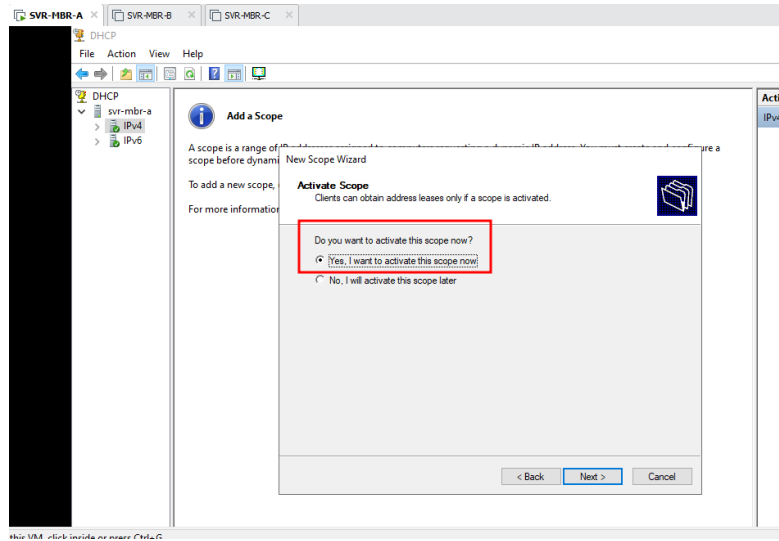 SVR-MBR-A
SVR-MBR-B
SVR-MBR-C
DHCP
File Action View Help
DHCP
svr-mbr-a
IPv4
IPv6
Add a Scope
A scope is a range of
scope before dynami
To add a new scope,
For more information
re a
New Scope Wizard
Activate Scope
Clients can obtain address leases only if a scope is activated.
Do you want to activate this scope now?
Yes, I want to activate this scope now
No, I will activate this scope later
< Back Next > Cancel
Acti
IPv4
this VM, click inside or press Ctrl+G.